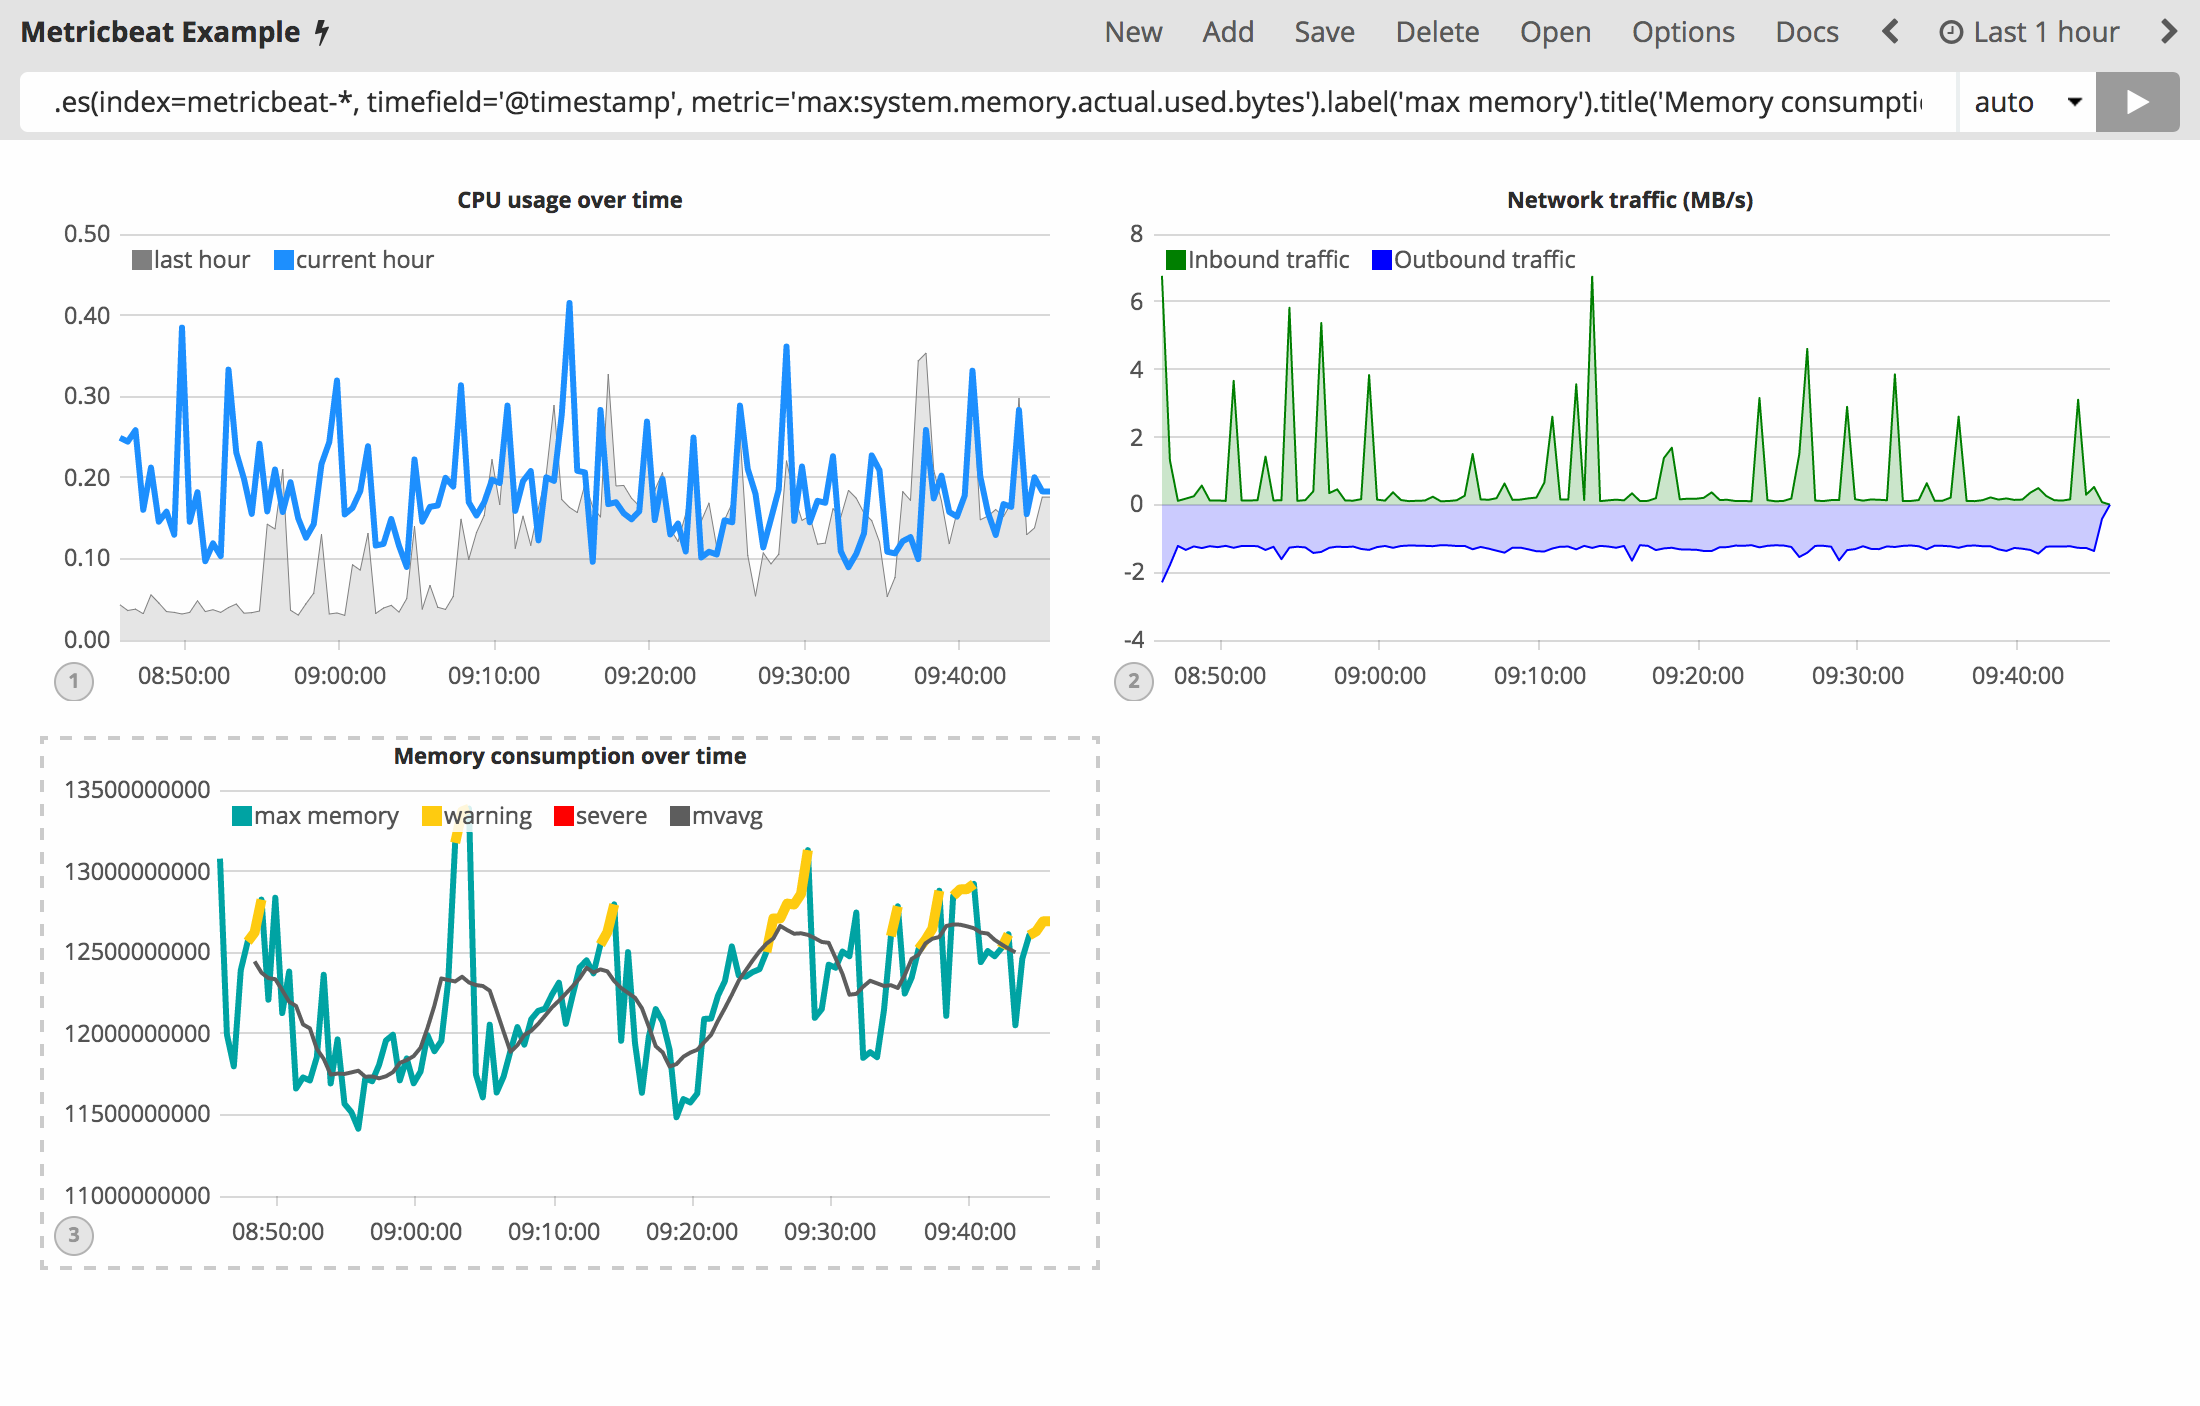 Metricbeat Example New Add Save Delete Open Options Docs Last 1 hour
.es(index=metricbeat-*, timefield='@timestamp', metric='max:system.memory.actual.used.bytes').label('max memory').title('Memory consumpti auto
CPU usage over time
0.50
last hour current hour
0.40
0.30
0.20
0.10
0.00
08:50:00 09:00:00 09:10:00 09:20:00 09:30:00 09:40:00
1
Network traffic (MB/s)
8
Inbound traffic Outbound traffic
6
4
2
0
-2
-4
08:50:00 09:00:00 09:10:00 09:20:00 09:30:00 09:40:00
2
Memory consumption over time
13500000000
max memory warning severe mvavg
13000000000
12500000000
12000000000
11500000000
11000000000
08:50:00 09:00:00 09:10:00 09:20:00 09:30:00 09:40:00
3